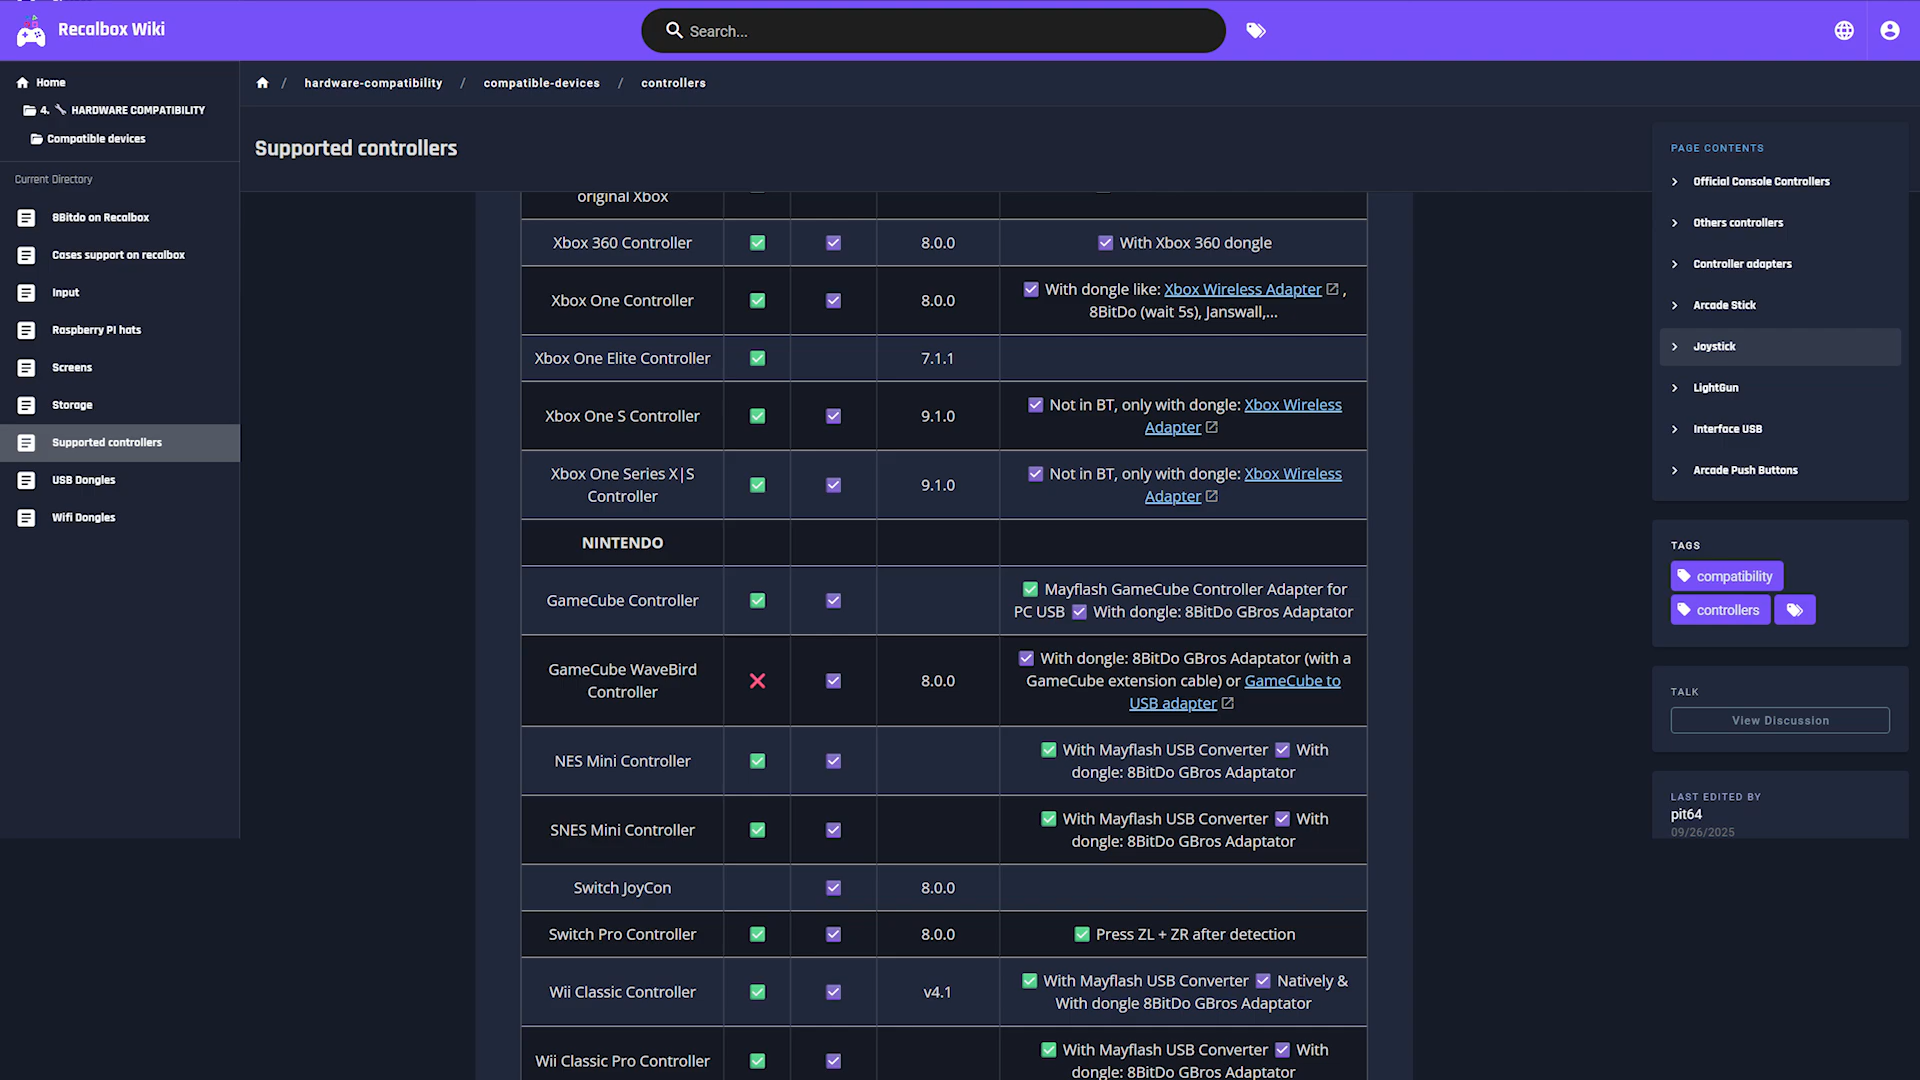 Recalbox Wiki
Search...
Home
4. HARDWARE COMPATIBILITY
Compatible devices
Current Directory
8Bitdo on Recalbox
Cases support on recalbox
Input
Raspberry PI hats
Screens
Storage
Supported controllers
USB Dongles
Wifi Dongles
/ hardware-compatibility / compatible-devices / controllers
Supported controllers
original Xbox
Xbox 360 Controller 8.0.0 With Xbox 360 dongle
Xbox One Controller 8.0.0 With dongle like: Xbox Wireless Adapter ,
8BitDo (wait 5s), Janswall,...
Xbox One Elite Controller 7.1.1
Xbox One S Controller 9.1.0 Not in BT, only with dongle: Xbox Wireless
Adapter
Xbox One Series X|S
Controller 9.1.0 Not in BT, only with dongle: Xbox Wireless
Adapter
NINTENDO
GameCube Controller Mayflash GameCube Controller Adapter for
PC USB With dongle: 8BitDo GBros Adaptator
GameCube WaveBird
Controller 8.0.0 With dongle: 8BitDo GBros Adaptator (with a
GameCube extension cable) or GameCube to
USB adapter
NES Mini Controller With Mayflash USB Converter With
dongle: 8BitDo GBros Adaptator
SNES Mini Controller With Mayflash USB Converter With
dongle: 8BitDo GBros Adaptator
Switch JoyCon 8.0.0
Switch Pro Controller 8.0.0 Press ZL + ZR after detection
Wii Classic Controller v4.1 With Mayflash USB Converter Natively &
With dongle 8BitDo GBros Adaptator
Wii Classic Pro Controller With Mayflash USB Converter With
dongle: 8BitDo GBros Adaptator
PAGE CONTENTS
Official Console Controllers
Others controllers
Controller adapters
Arcade Stick
Joystick
LightGun
Interface USB
Arcade Push Buttons
TAGS
compatibility
controllers
TALK
View Discussion
LAST EDITED BY
pit64
09/26/2025